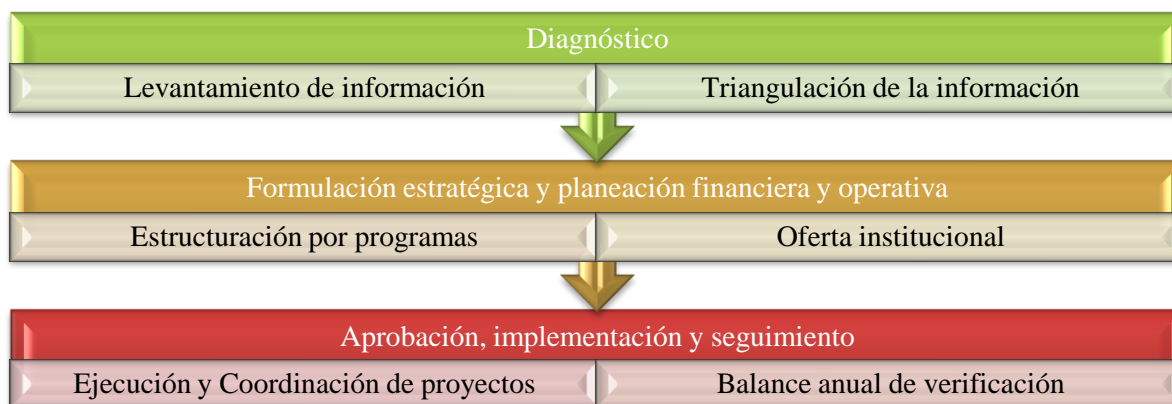 Diagnóstico
Levantamiento de información
Triangulación de la información
Formulación estratégica y planeación financiera y operativa
Estructuración por programas
Oferta institucional
Aprobación, implementación y seguimiento
Ejecución y Coordinación de proyectos
Balance anual de verificación